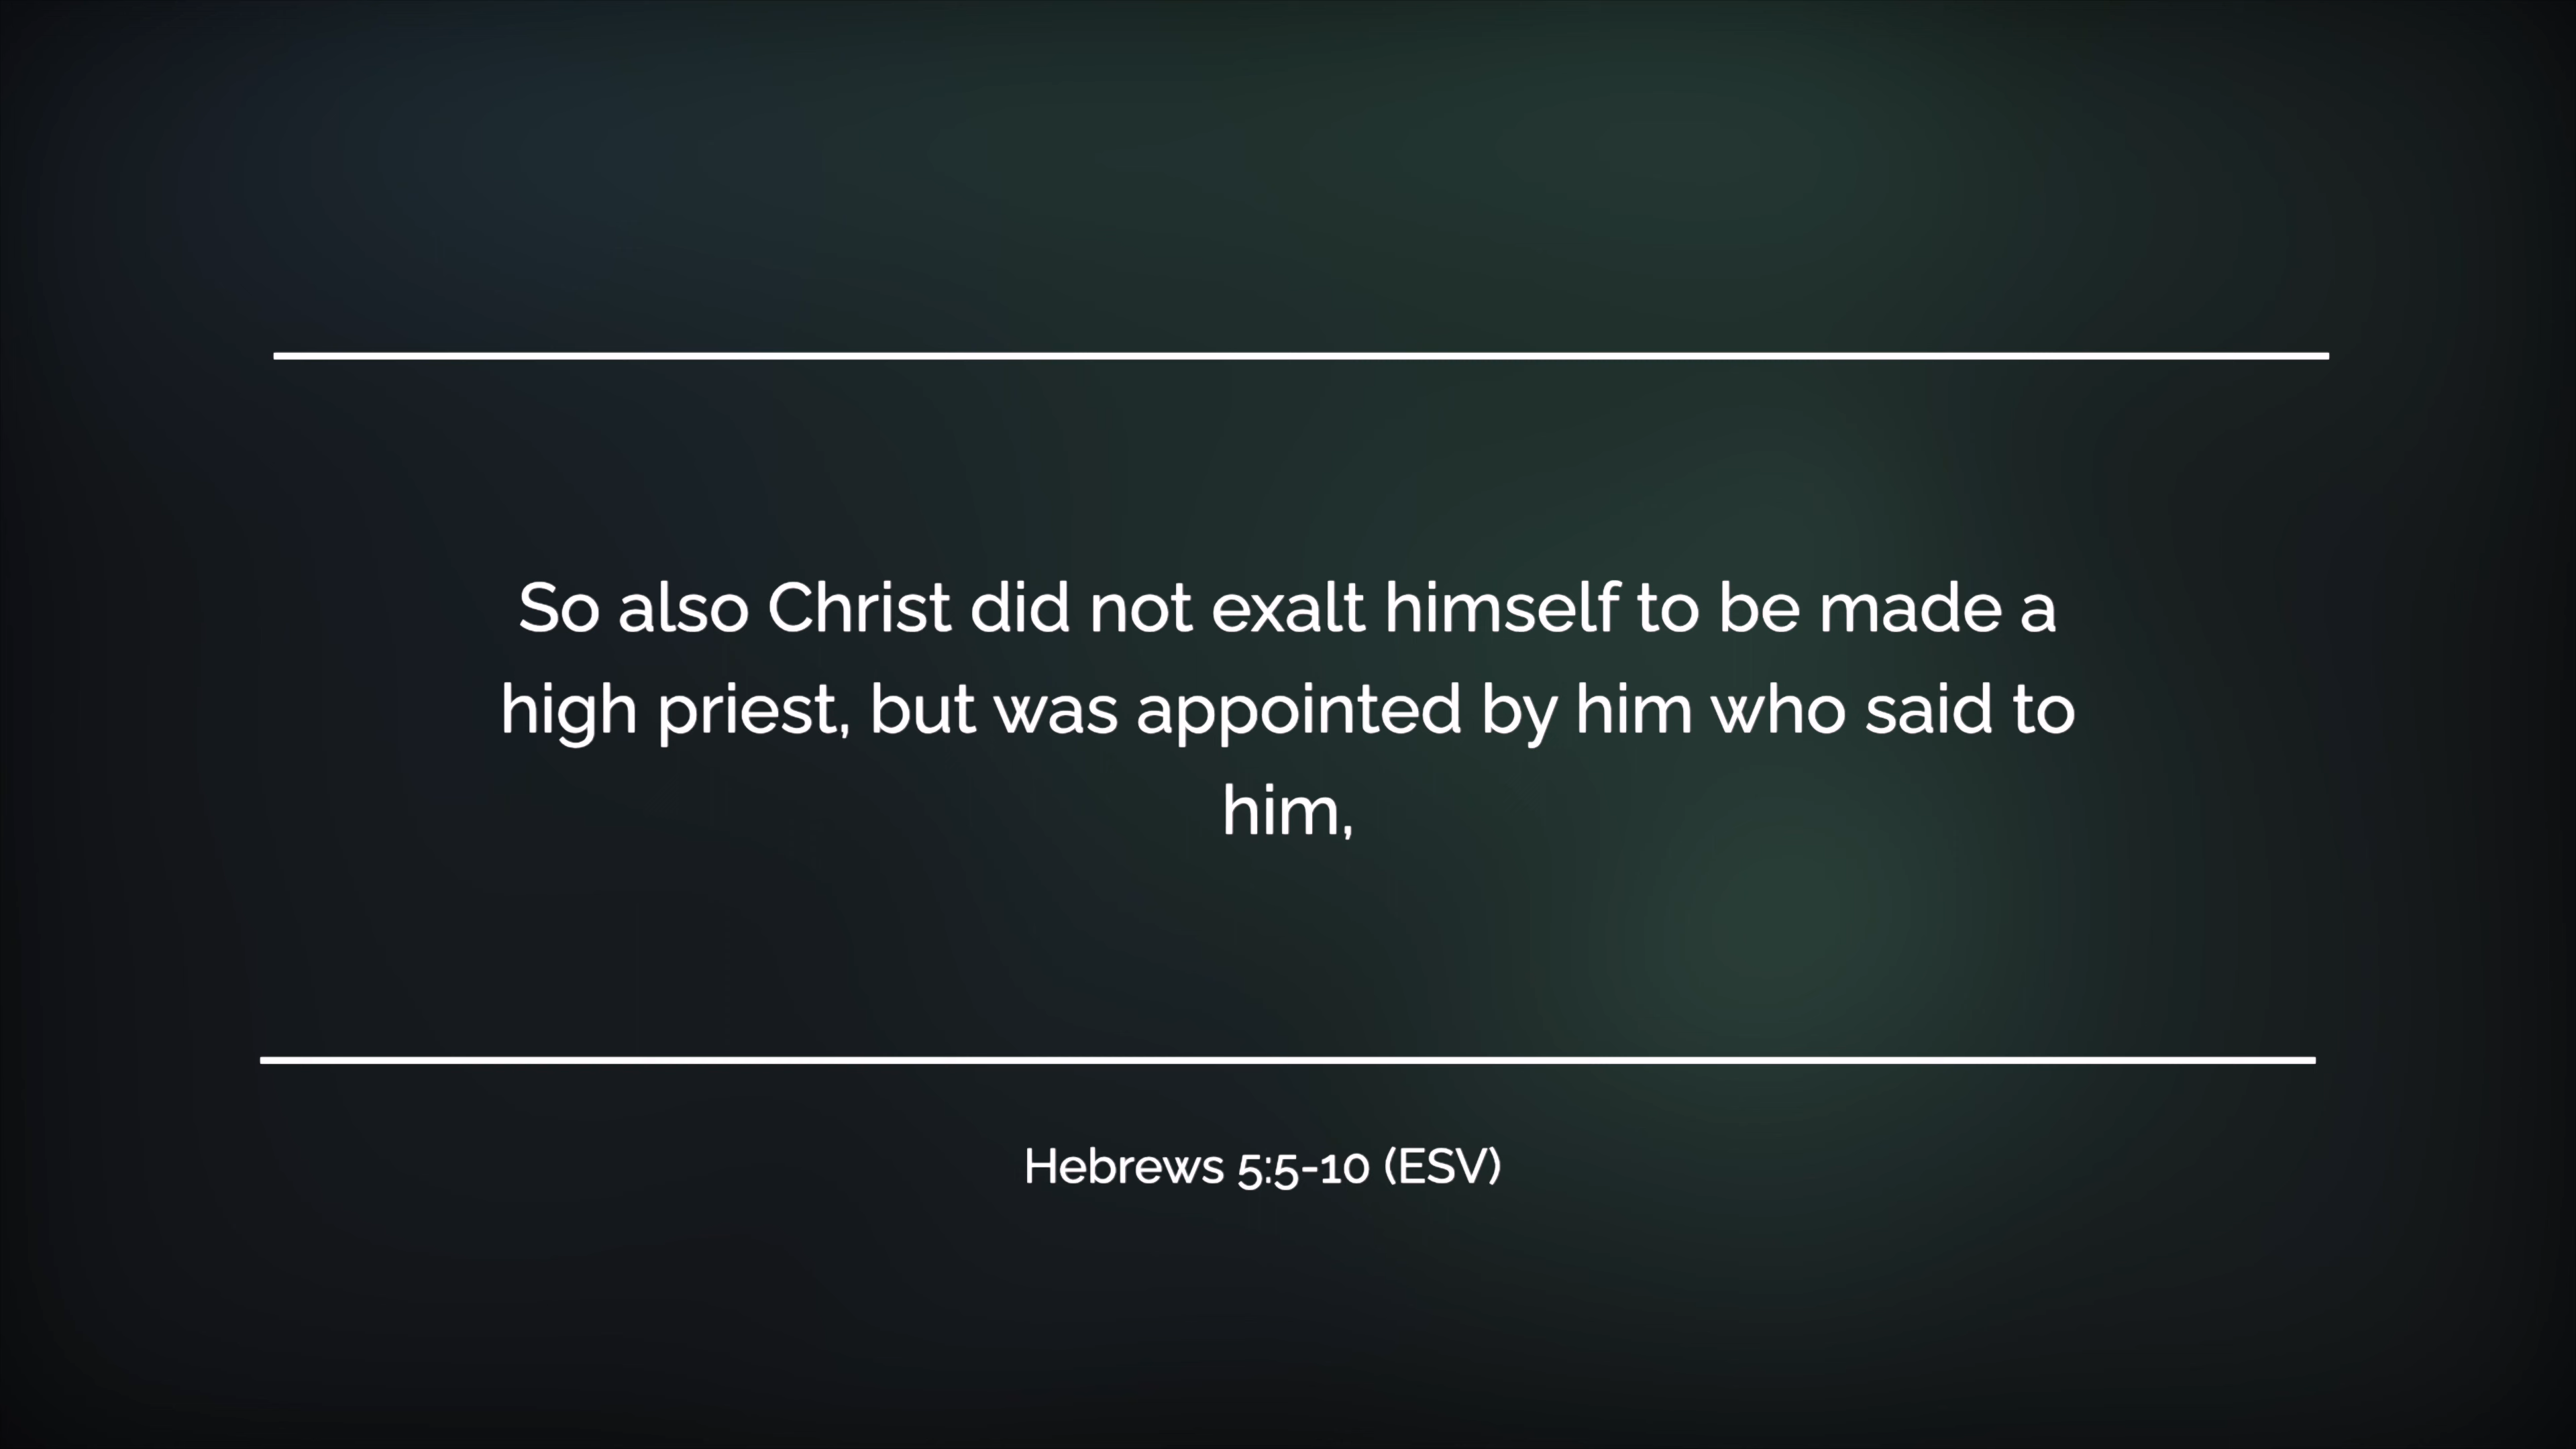 So also Christ did not exalt himself to be made a
high priest, but was appointed by him who said to
him,
Hebrews 5:5-10 (ESV)